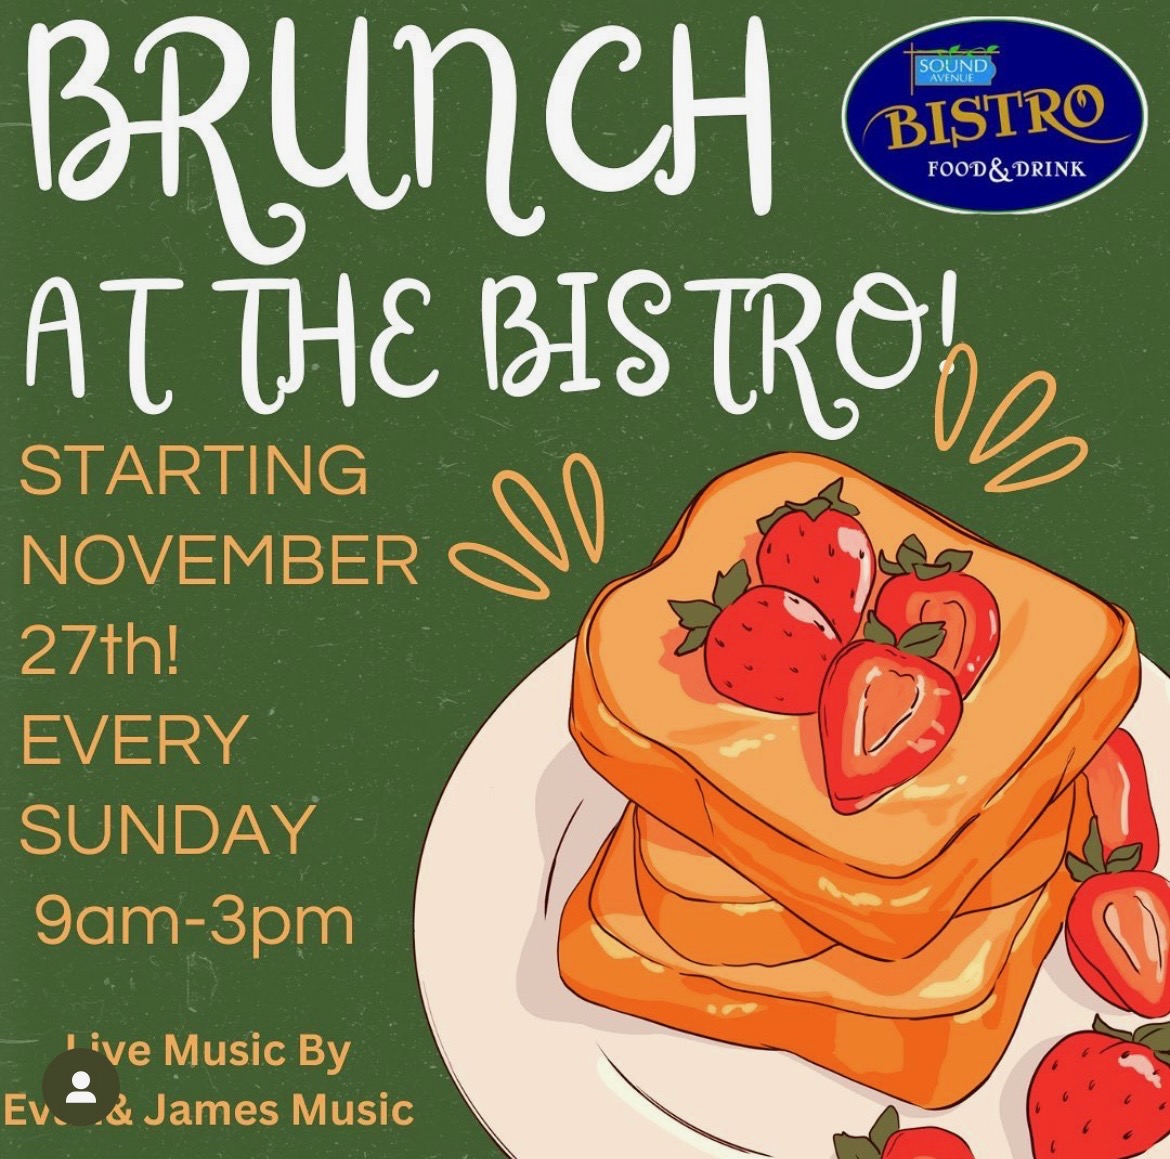 BRUNCH
SOUND
AVENUE
BISTRO
FOOD&DRINK
AT THE BISTRO!
STARTING
NOVEMBER
27th!
EVERY
SUNDAY
9am-3pm
Live Music By
& James Music